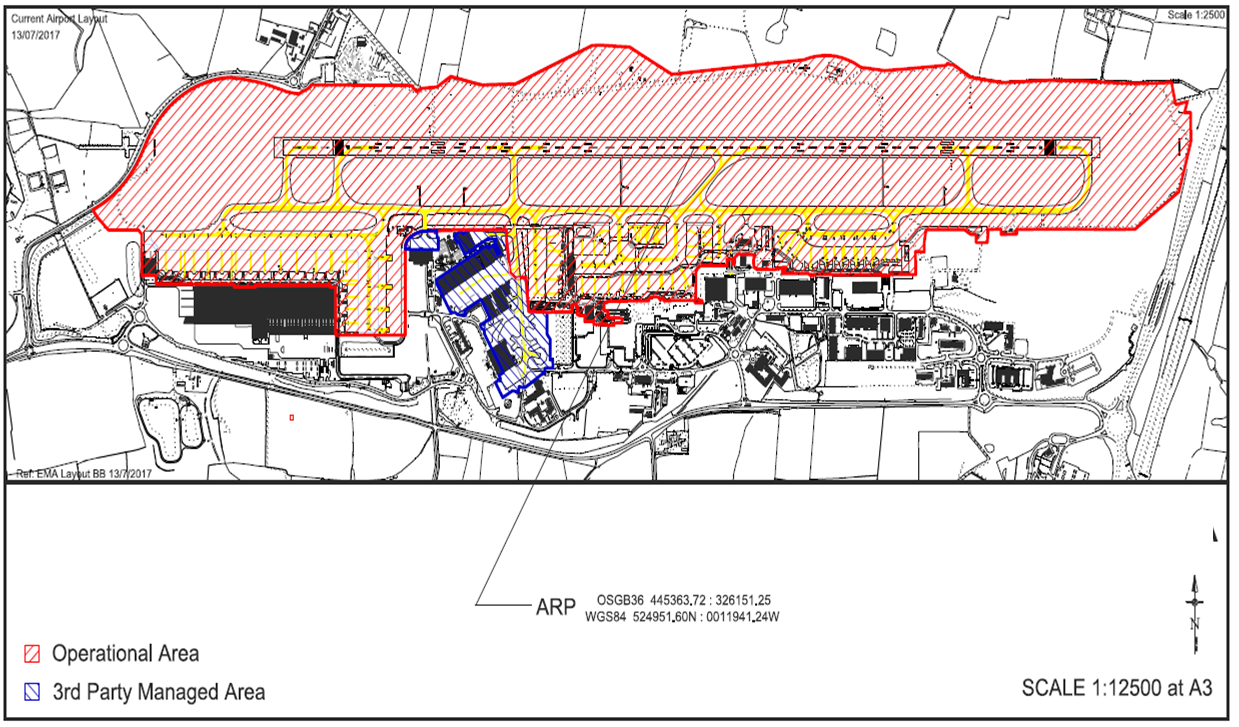 Current Airport Layout
Scale 1:2500
13/07/2017
Ref: EMA Layout BB 13/7/2017
ARP
OSGB36 445363.72 : 326151.25
WGS84 524951.60N : 0011941.24W
N
Operational Area
3rd Party Managed Area
SCALE 1:12500 at A3